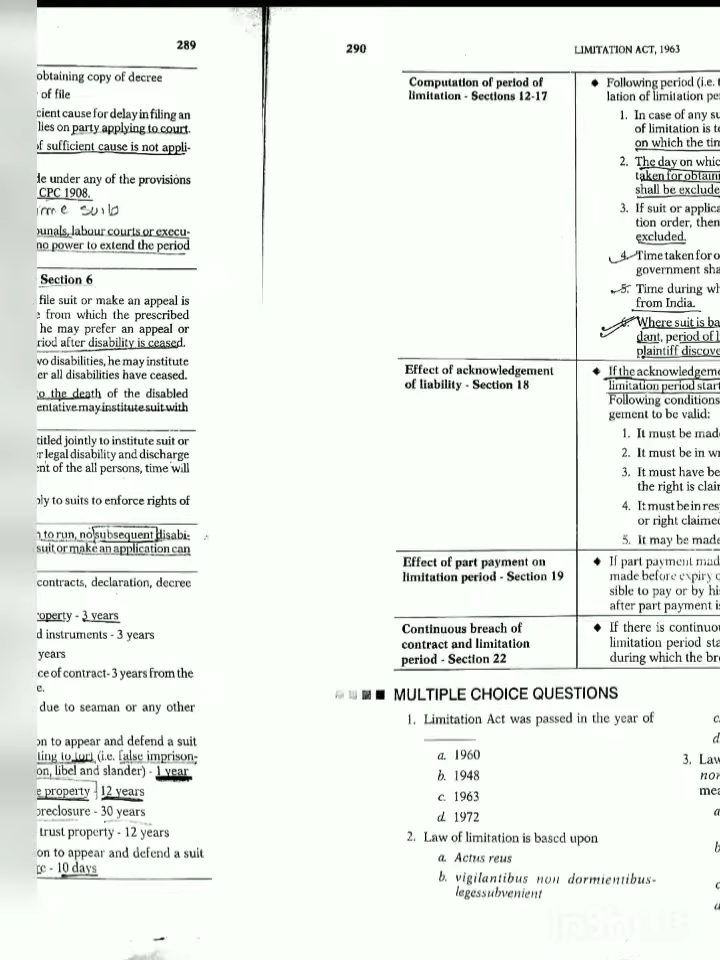 289
obtaining copy of decree
of file
cient cause for delay in filing an
lies on party applying to court.
of sufficient cause is not appli-
de under any of the provisions
CPC 1908.
time suit
bunals, labour courts or execu-
no power to extend the period
Section 6
file suit or make an appeal is
e from which the prescribed
he may prefer an appeal or
riod after disability is ceased.
wo disabilities, he may institute
er all disabilities have ceased.
to the death of the disabled
entative may institute suit with
titled jointly to institute suit or
r legal disability and discharge
ent of the all persons, time will
ply to suits to enforce rights of
n to run, no subsequent disabi-
suit or make an application can
contracts, declaration, decree
operty - 3 years
d instruments - 3 years
years
ce of contract- 3 years from the
e.
due to seaman or any other
on to appear and defend a suit
ling to tort (i.e. false imprison-
on, libel and slander) - 1 year
e property - 12 years
oreclosure - 30 years
trust property - 12 years
on to appear and defend a suit
re - 10 days
290
LIMITATION ACT, 1963
Computation of period of
limitation - Sections 12-17
♦ Following period (i.e. t
lation of limitation pe
1. In case of any su
of limitation is to
on which the tim
2. The day on whic
taken for obtaini
shall be exclude
3. If suit or applica
tion order, then
excluded.
4. Time taken for o
government sha
5. Time during wh
from India.
6. Where suit is ba
dant, period of l
plaintiff discove
Effect of acknowledgement
of liability - Section 18
♦ If the acknowledgeme
limitation period start
Following conditions
gement to be valid:
1. It must be mad
2. It must be in wr
3. It must have be
the right is clai
4. It must be in res
or right claimed
5. It may be made
Effect of part payment on
limitation period - Section 19
♦ If part payment mad
made before expiry o
sible to pay or by hi
after part payment i
Continuous breach of
contract and limitation
period - Section 22
♦ If there is continuou
limitation period sta
during which the br
MULTIPLE CHOICE QUESTIONS
1. Limitation Act was passed in the year of
a. 1960
b. 1948
c. 1963
d. 1972
2. Law of limitation is based upon
a. Actus reus
b. vigilantibus non dormientibus-
legessubvenient
c.
d
3. Law
nor
mea
a
b
c